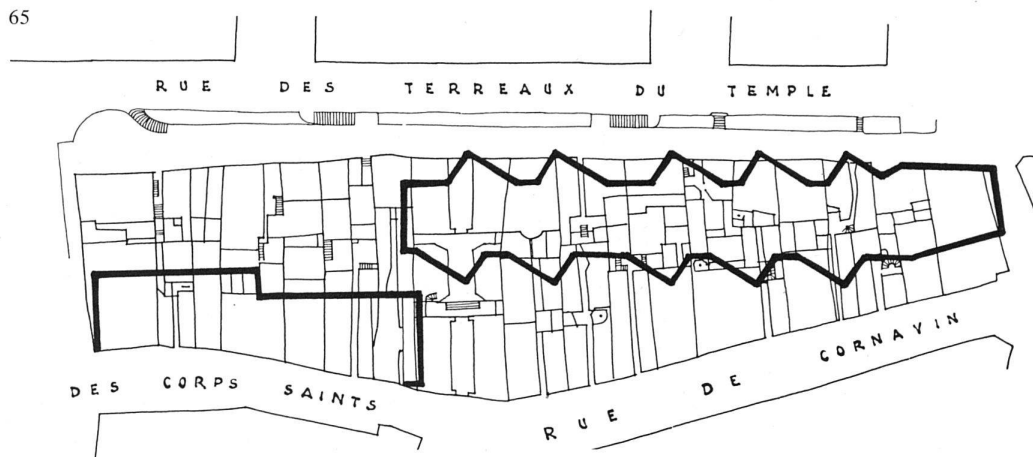 65
RUE DES TERREAUX DU TEMPLE
DES CORPS SAINTS
RUE DE CORNAVIN